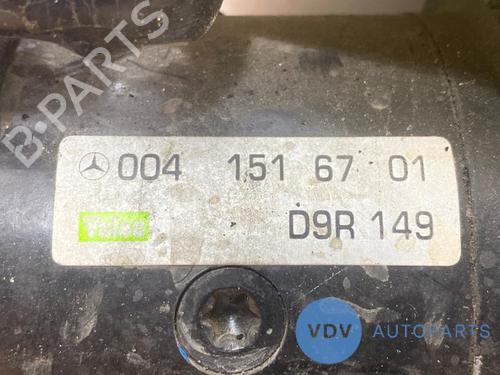 B-PARTS
004 151 67 01
Valeo D9R 149
VDV AUTOPARTS